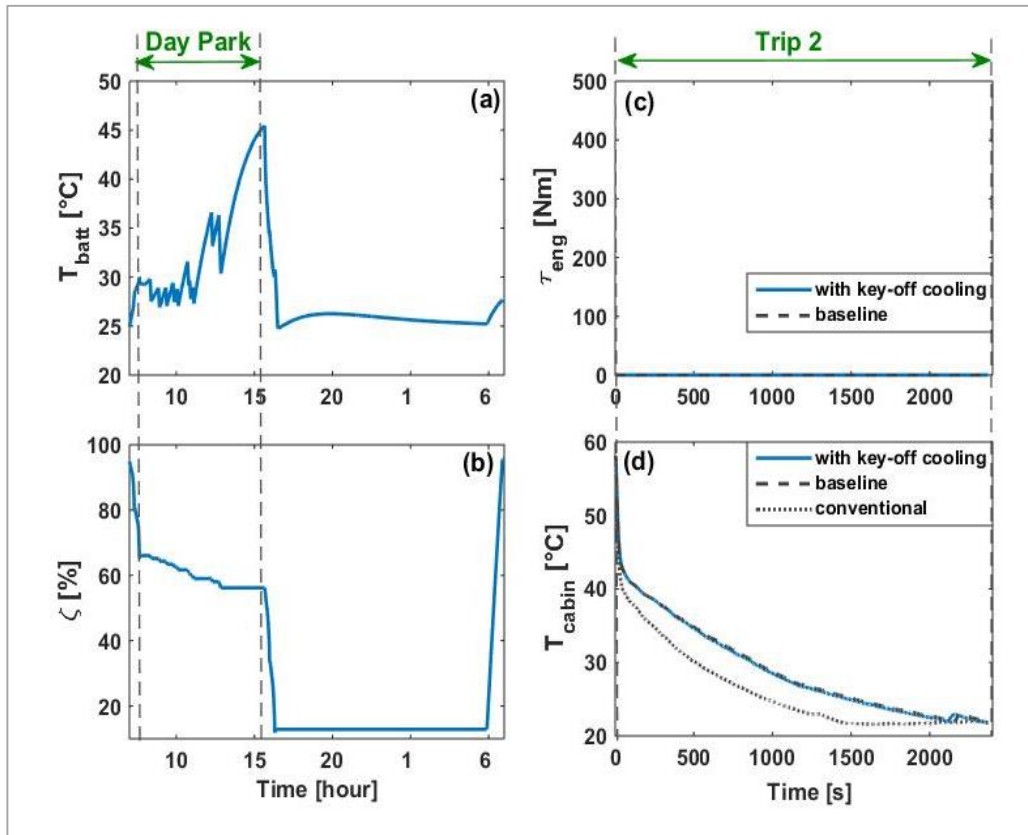 Day Park
Trip 2
(a)
50
45
40
35
30
25
20
T_batt [°C]
10
15
20
1
6
(b)
100
80
60
40
20
ζ [%]
10
15
20
1
6
Time [hour]
(c)
500
400
300
200
100
0
τ_eng [Nm]
with key-off cooling
baseline
0
500
1000
1500
2000
(d)
60
50
40
30
20
T_cabin [°C]
with key-off cooling
baseline
conventional
0
500
1000
1500
2000
Time [s]